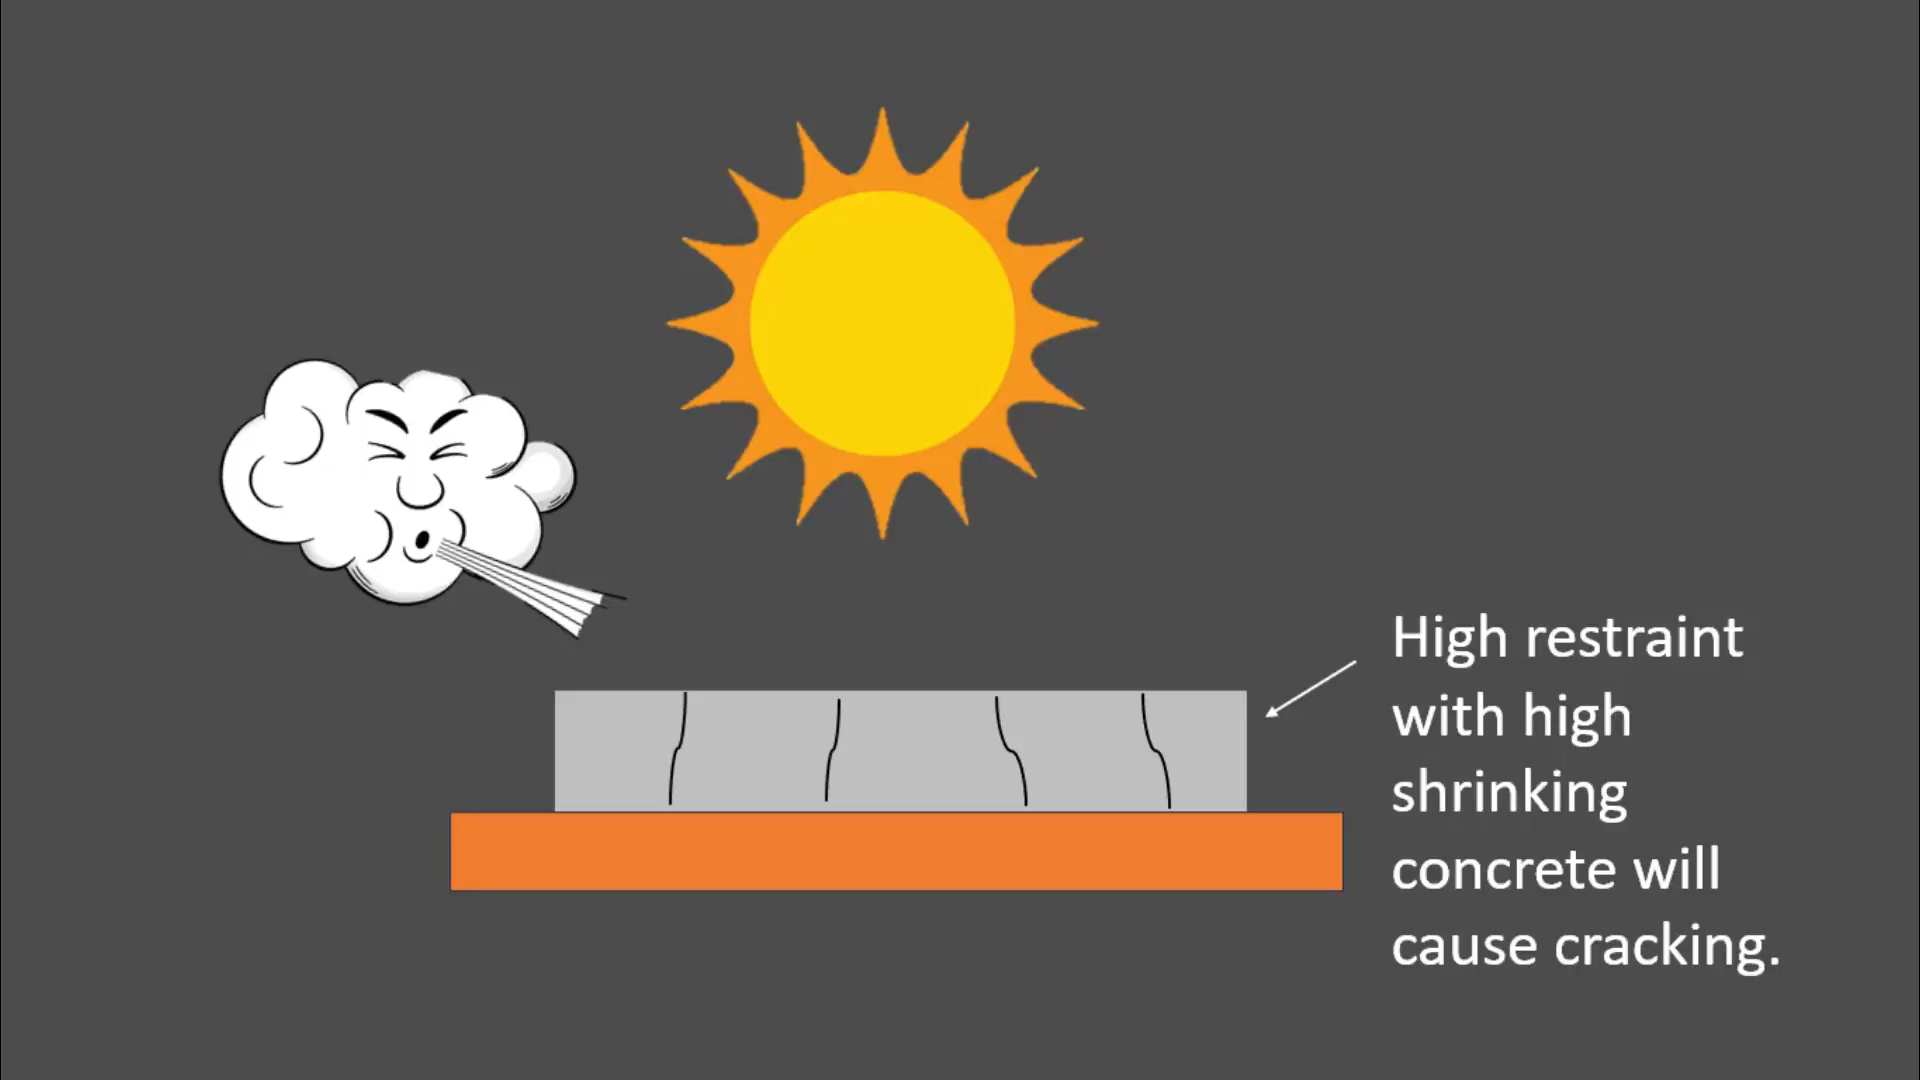 High restraint
with high
shrinking
concrete will
cause cracking.